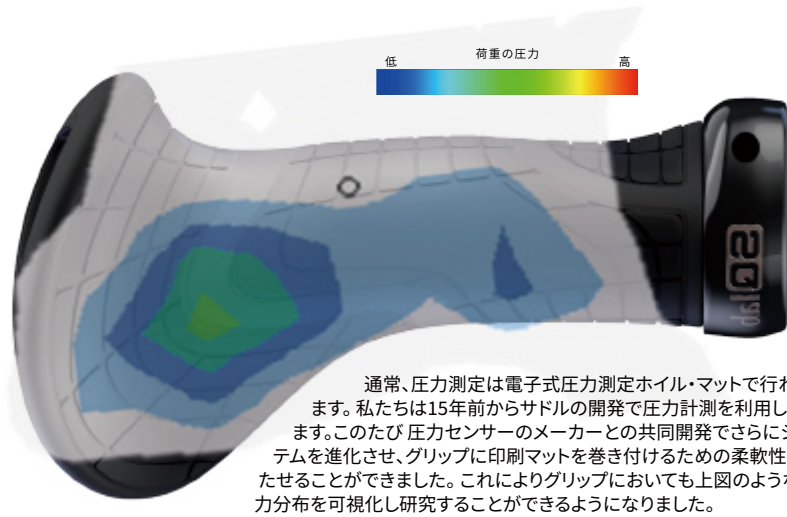 荷重の圧力
低
高
SQlab
通常、圧力測定は電子式圧力測定ホイル・マットで行わ
ます。私たちは15年前からサドルの開発で圧力計測を利用し
ます。このたび 圧力センサーのメーカーとの共同開発でさらにシ
テムを進化させ、グリップに印刷マットを巻き付けるための柔軟性
たせることができました。これによりグリップにおいても上図のような
力分布を可視化し研究することができるようになりました。